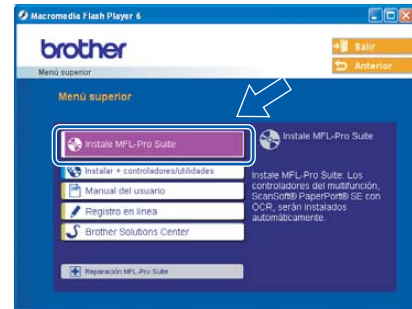 Macromedia Flash Player 6
brother
Salir
Anterior
Menú superior
Menú superior
Instale MFL-Pro Suite
Instalar + controladores/utilidades
Manual del usuario
Registro en línea
Brother Solutions Center
Reparación MFL-Pro Suite
Instale MFL-Pro Suite
Instale MFL-Pro Suite: Los
controladores del multifunción,
ScanSoft® PaperPort® SE con
OCR, serán instalados
automáticamente.